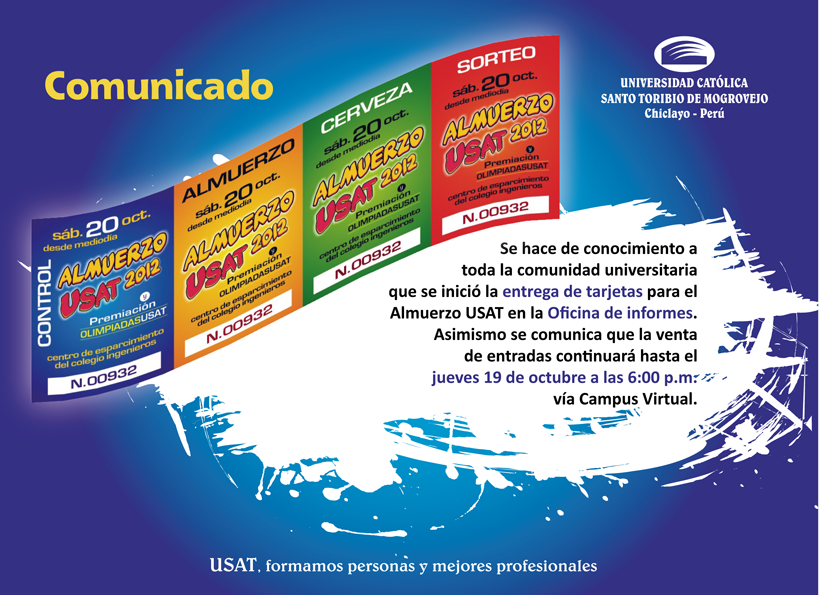 Comunicado
UNIVERSIDAD CATÓLICA
SANTO TORIBIO DE MOGROVEJO
Chiclayo - Perú
CONTROL
sáb. 20 oct.
desde mediodía
ALMUERZO
USAT 2012
y
Premiación
OLIMPIADASUSAT
centro de esparcimiento
del colegio ingenieros
N.00932
ALMUERZO
sáb. 20 oct.
desde mediodía
ALMUERZO
USAT 2012
y
Premiación
OLIMPIADASUSAT
centro de esparcimiento
del colegio ingenieros
N.00932
CERVEZA
sáb. 20 oct.
desde mediodía
ALMUERZO
USAT 2012
y
Premiación
OLIMPIADASUSAT
centro de esparcimiento
del colegio ingenieros
N.00932
SORTEO
sáb. 20 oct.
desde mediodía
ALMUERZO
USAT 2012
y
Premiación
OLIMPIADASUSAT
centro de esparcimiento
del colegio ingenieros
N.00932
Se hace de conocimiento a
toda la comunidad universitaria
que se inició la entrega de tarjetas para el
Almuerzo USAT en la Oficina de informes.
Asimismo se comunica que la venta
de entradas continuará hasta el
jueves 19 de octubre a las 6:00 p.m.
vía Campus Virtual.
USAT, formamos personas y mejores profesionales